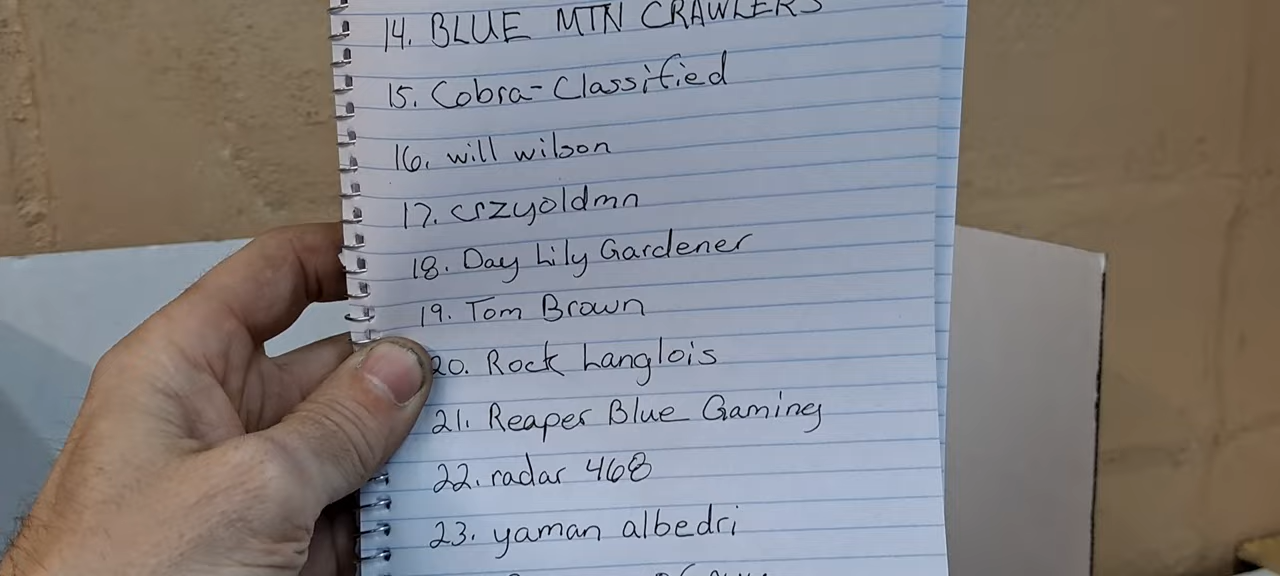 14. BLUE MTN CRAWLERS
15. Cobra-Classified
16. will wilson
17. crzyoldmn
18. Day Lily Gardener
19. Tom Brown
20. Rock Langlois
21. Reaper Blue Gaming
22. radar 468
23. yaman albedri